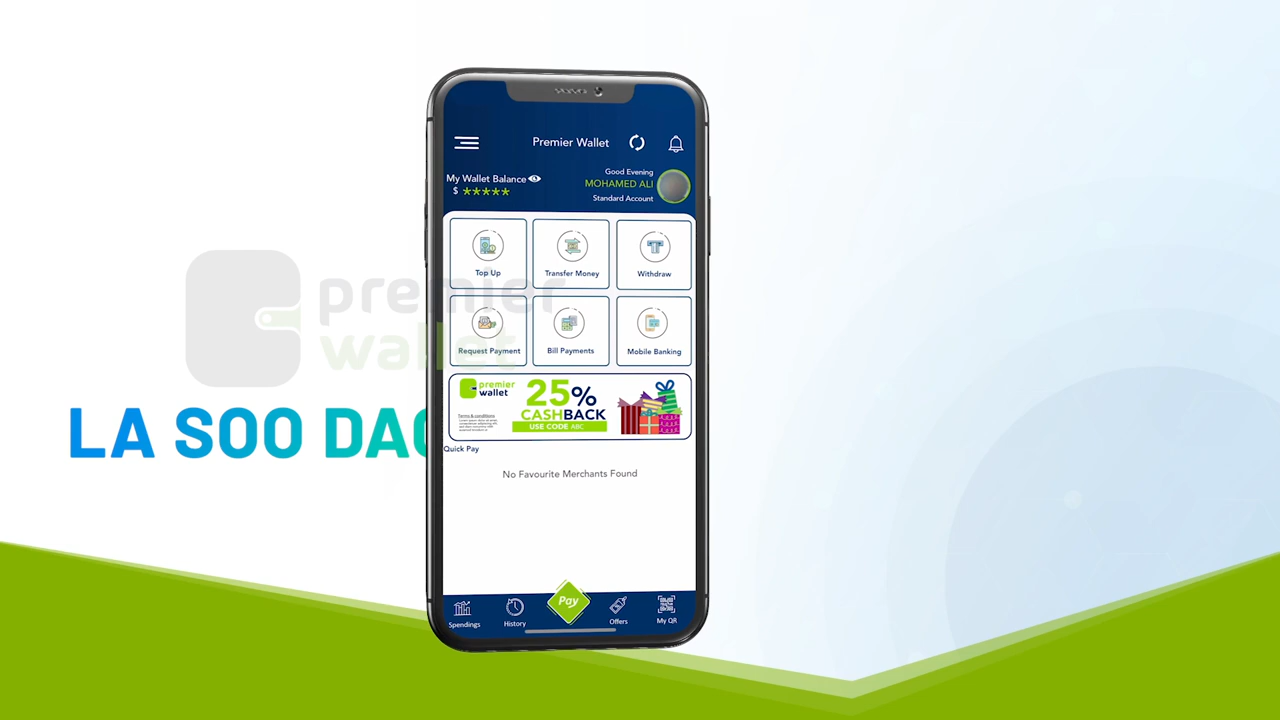 Premier Wallet
Good Evening
My Wallet Balance
MOHAMED ALI
$ *****
Standard Account
Top Up
Transfer Money
Withdraw
premier
wallet
Request Payment
Bill Payments
Mobile Banking
premier
wallet
25%
CASHBACK
USE CODE ABC
Terms & conditions
LA SOO DAC
Quick Pay
No Favourite Merchants Found
Pay
Spendings
History
Offers
My QR